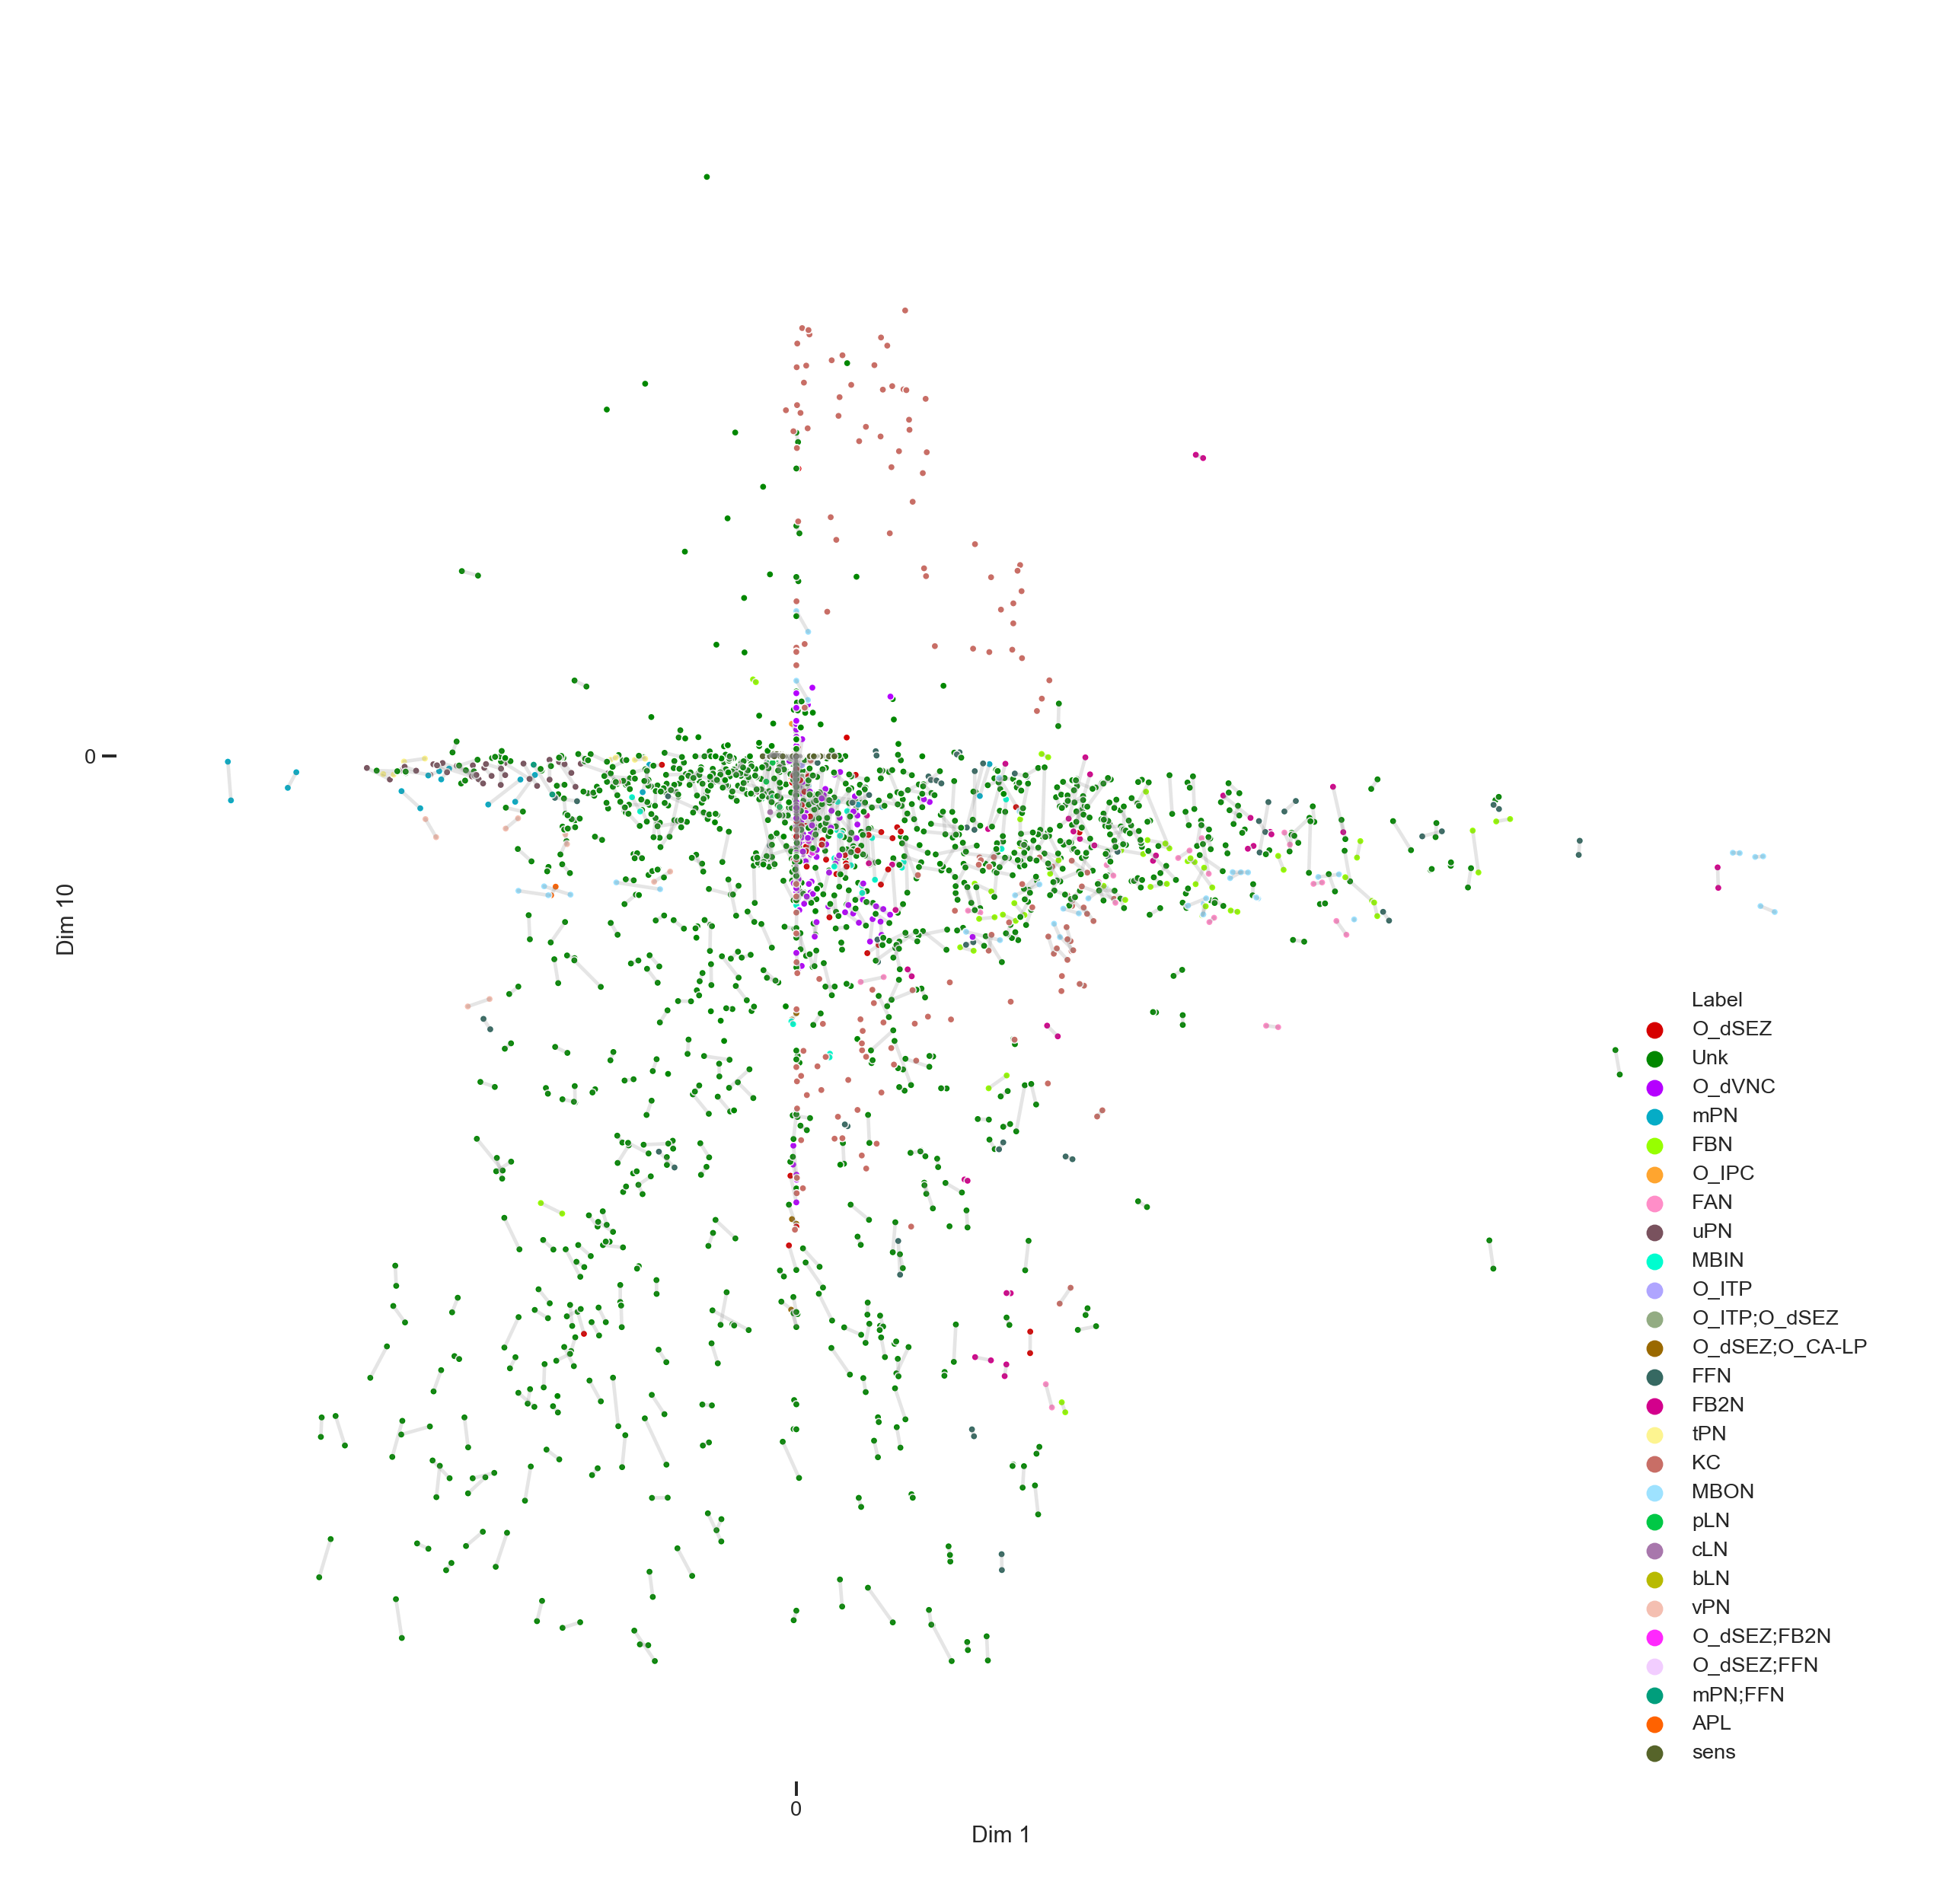 0
Dim 10
Label
O_dSEZ
Unk
O_dVNC
mPN
FBN
O_IPC
FAN
uPN
MBIN
O_ITP
O_ITP;O_dSEZ
O_dSEZ;O_CA-LP
FFN
FB2N
tPN
KC
MBON
pLN
cLN
bLN
vPN
O_dSEZ;FB2N
O_dSEZ;FFN
mPN;FFN
APL
sens
0
Dim 1